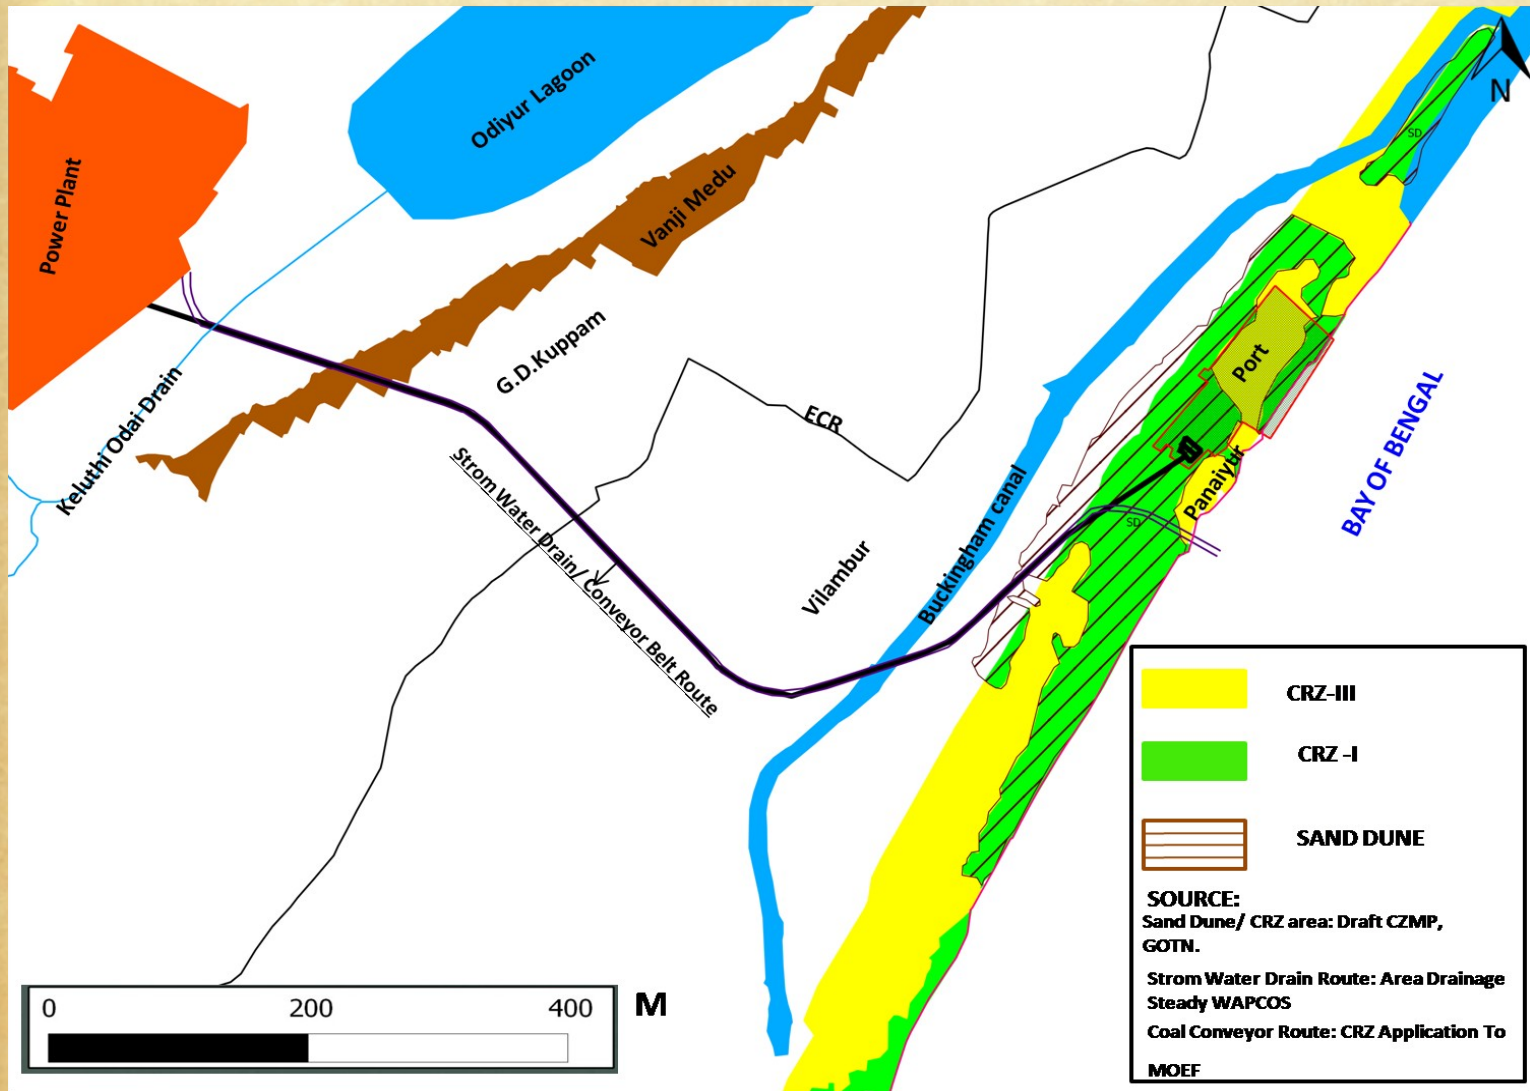 Power Plant
Odiyur Lagoon
Vanji Medu
SD
N
G.D.Kuppam
Keluthi Odai Drain
ECR
Port
Panaiyur
BAY OF BENGAL
Strom Water Drain/ Conveyor Belt Route
Vilambur
Buckingham canal
SD
CRZ-III
CRZ -I
SAND DUNE
SOURCE:
Sand Dune/ CRZ area: Draft CZMP,
GOTN.
Strom Water Drain Route: Area Drainage
Steady WAPCOS
Coal Conveyor Route: CRZ Application To
MOEF
0 200 400 M